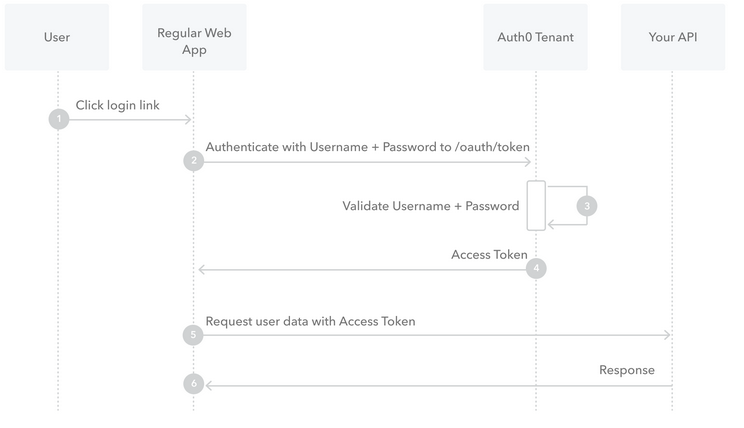 User
Regular Web
App
Auth0 Tenant
Your API
Click login link
1
Authenticate with Username + Password to /oauth/token
2
Validate Username + Password
3
Access Token
4
Request user data with Access Token
5
Response
6